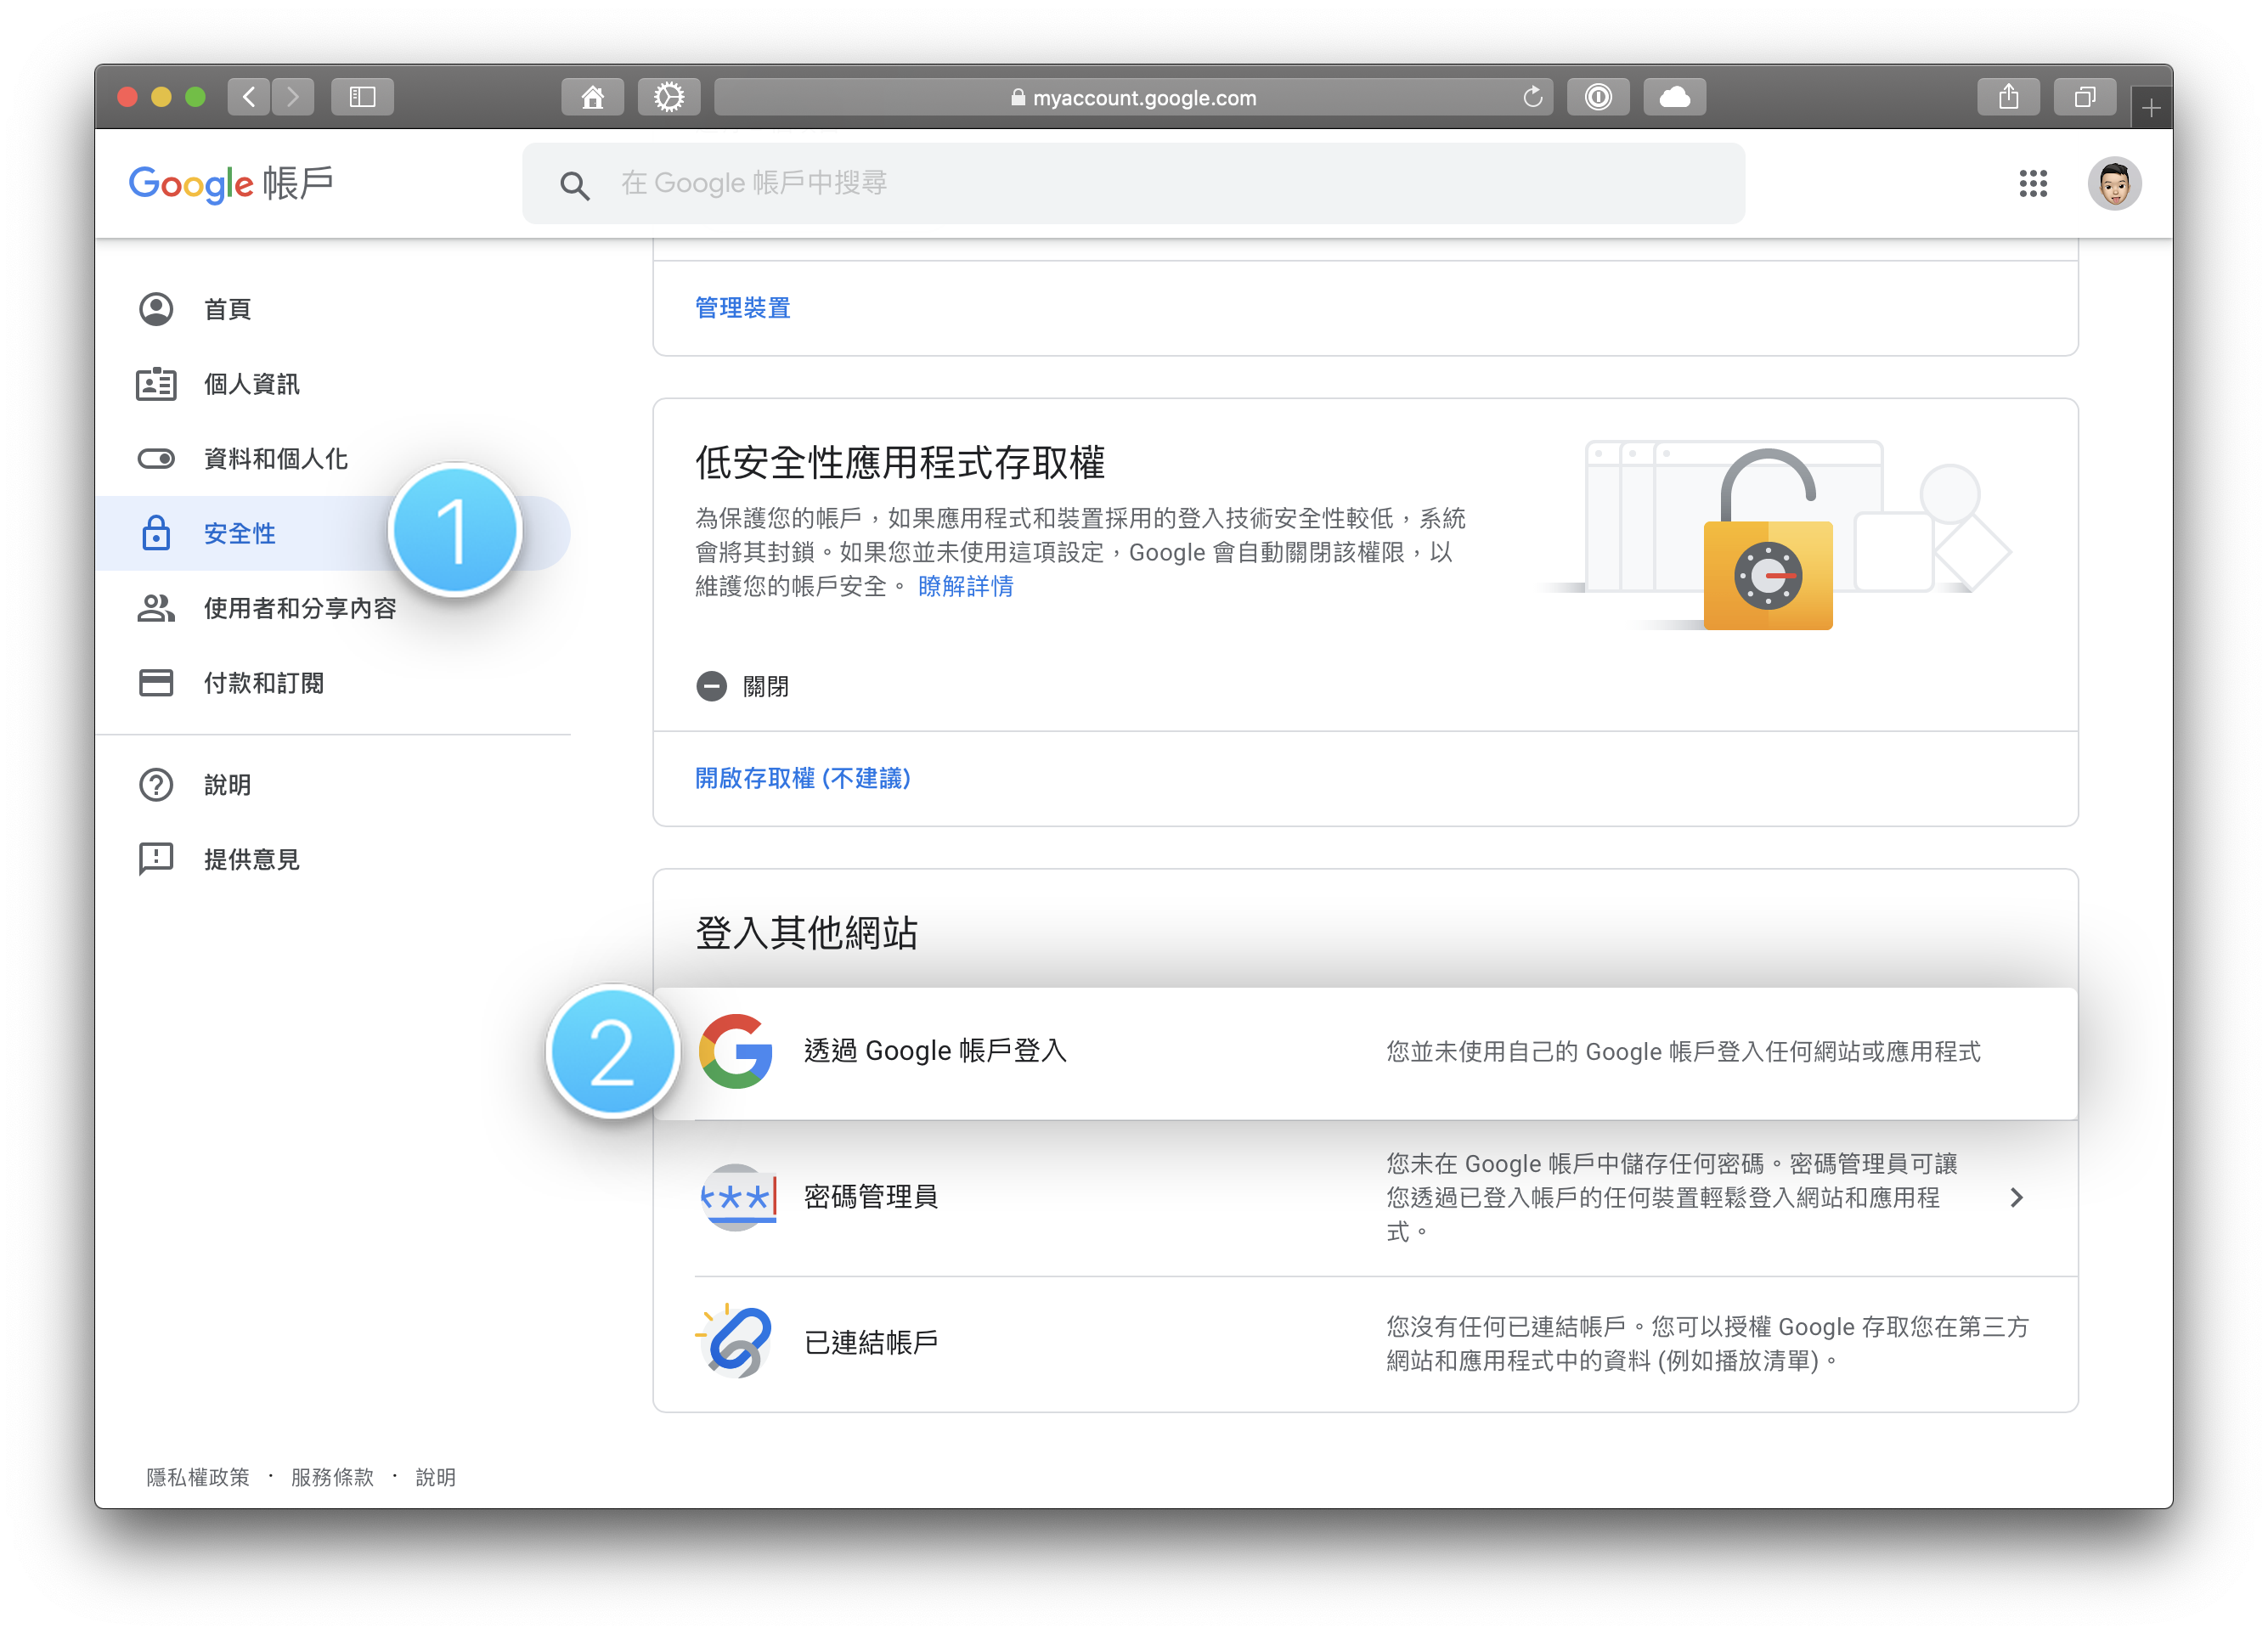 myaccount.google.com
Google 帳戶
在 Google 帳戶中搜尋
首頁
個人資訊
資料和個人化
安全性
1
使用者和分享內容
付款和訂閱
說明
提供意見
管理裝置
低安全性應用程式存取權
為保護您的帳戶，如果應用程式和裝置採用的登入技術安全性較低，系統
會將其封鎖。如果您並未使用這項設定，Google 會自動關閉該權限，以
維護您的帳戶安全。 瞭解詳情
關閉
開啟存取權 (不建議)
登入其他網站
2
透過 Google 帳戶登入
您並未使用自己的 Google 帳戶登入任何網站或應用程式
密碼管理員
您未在 Google 帳戶中儲存任何密碼。密碼管理員可讓
您透過已登入帳戶的任何裝置輕鬆登入網站和應用程
式。
已連結帳戶
您沒有任何已連結帳戶。您可以授權 Google 存取您在第三方
網站和應用程式中的資料 (例如播放清單)。
隱私權政策 · 服務條款 · 說明